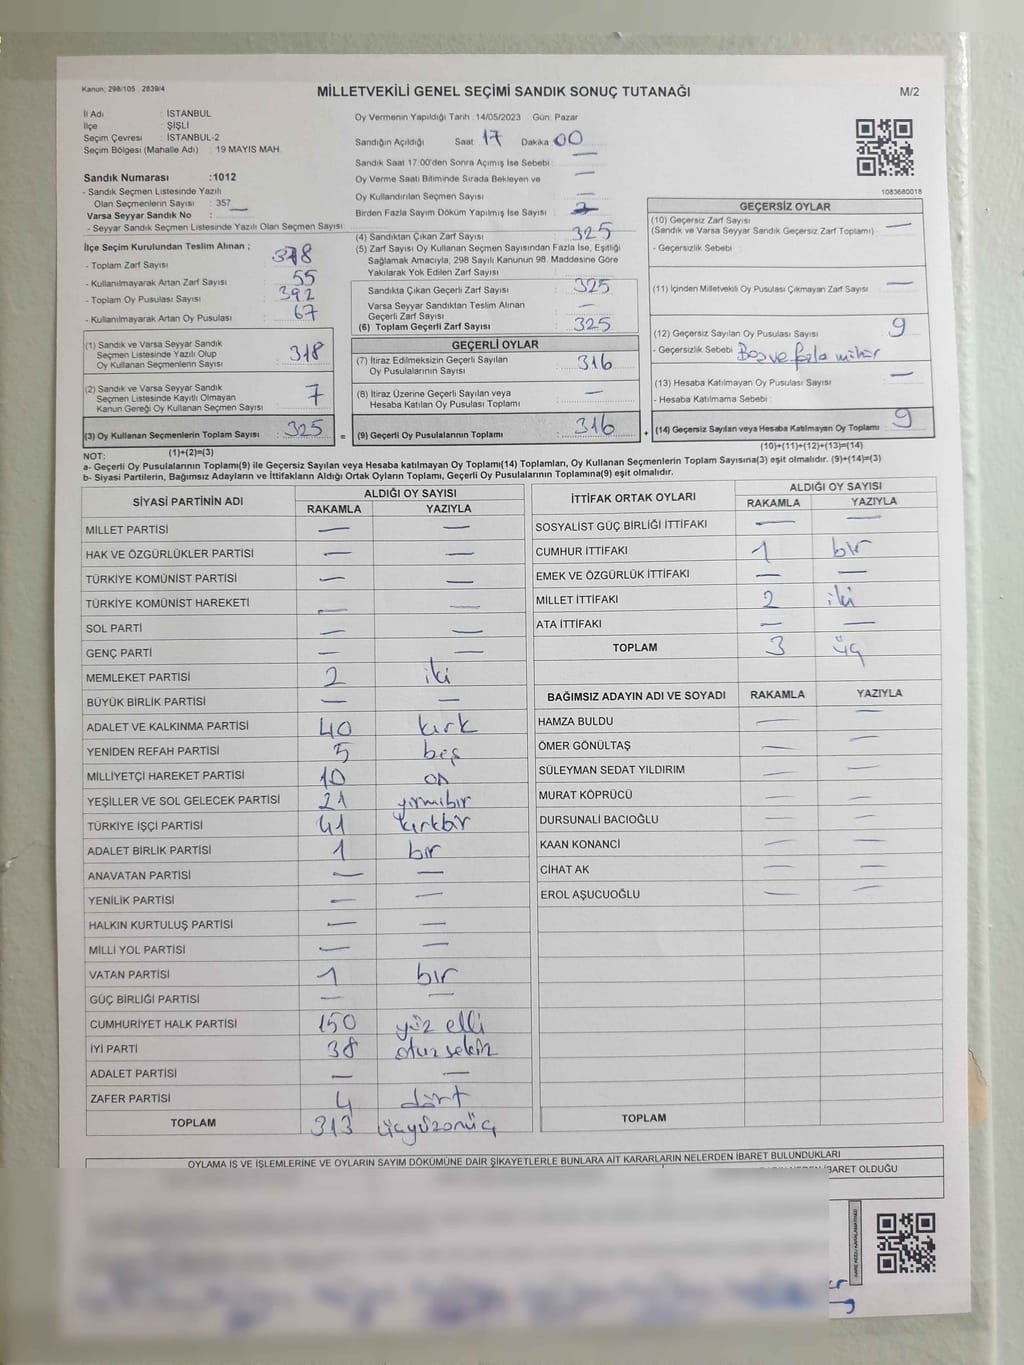 Kanun: 298/105 , 2839/4
MİLLETVEKİLİ GENEL SEÇİMİ SANDIK SONUÇ TUTANAĞI
M/2
İl Adı : İSTANBUL
İlçe : ŞİŞLİ
Seçim Çevresi : İSTANBUL-2
Seçim Bölgesi (Mahalle Adı) : 19 MAYIS MAH.
Sandık Numarası :1012
- Sandık Seçmen Listesinde Yazılı
Olan Seçmenlerin Sayısı : 357
Varsa Seyyar Sandık No : —
- Seyyar Sandık Seçmen Listesinde Yazılı Olan Seçmen Sayısı:
İlçe Seçim Kurulundan Teslim Alınan ;
- Toplam Zarf Sayısı : 378
- Kullanılmayarak Artan Zarf Sayısı : 55
- Toplam Oy Pusulası Sayısı : 392
- Kullanılmayarak Artan Oy Pusulası : 67
(1) Sandık ve Varsa Seyyar Sandık
Seçmen Listesinde Yazılı Olup
Oy Kullanan Seçmenlerin Sayısı : 318
(2) Sandık ve Varsa Seyyar Sandık
Seçmen Listesinde Kayıtlı Olmayan
Kanun Gereği Oy Kullanan Seçmen Sayısı : 7
(3) Oy Kullanan Seçmenlerin Toplam Sayısı : 325
(1)+(2)=(3)
Oy Vermenin Yapıldığı Tarih : 14/05/2023 Gün: Pazar
Sandığın Açıldığı Saat 17 Dakika 00
Sandık Saat 17:00'den Sonra Açımış İse Sebebi : —
Oy Verme Saati Bitiminde Sırada Bekleyen ve —
Oy Kullandırılan Seçmen Sayısı : —
Birden Fazla Sayım Döküm Yapılmış İse Sayısı :
(4) Sandıktan Çıkan Zarf Sayısı : 325
(5) Zarf Sayısı Oy Kullanan Seçmen Sayısından Fazla İse, Eşitliği
Sağlamak Amacıyla, 298 Sayılı Kanunun 98. Maddesine Göre
Yakılarak Yok Edilen Zarf Sayısı :
Sandıkta Çıkan Geçerli Zarf Sayısı : 325
Varsa Seyyar Sandıktan Teslim Alınan
Geçerli Zarf Sayısı : —
(6) Toplam Geçerli Zarf Sayısı : 325
GEÇERLİ OYLAR
(7) İtiraz Edilmeksizin Geçerli Sayılan
Oy Pusulalarının Sayısı : 316
(8) İtiraz Üzerine Geçerli Sayılan veya
Hesaba Katılan Oy Pusulası Toplamı : —
= (9) Geçerli Oy Pusulalarının Toplamı : 316
1083680018
GEÇERSİZ OYLAR
(10) Geçersiz Zarf Sayısı
(Sandık ve Varsa Seyyar Sandık Geçersiz Zarf Toplamı) : —
- Geçersizlik Sebebi :
(11) İçinden Milletvekili Oy Pusulası Çıkmayan Zarf Sayısı : —
(12) Geçersiz Sayılan Oy Pusulası Sayısı : 9
- Geçersizlik Sebebi : Boş ve fazla mühür
(13) Hesaba Katılmayan Oy Pusulası Sayısı : —
- Hesaba Katılmama Sebebi :
+ (14) Geçersiz Sayılan veya Hesaba Katılmayan Oy Toplamı : 9
(10)+(11)+(12)+(13)=(14)
NOT:
a- Geçerli Oy Pusulalarının Toplamı(9) ile Geçersiz Sayılan veya Hesaba katılmayan Oy Toplamı(14) Toplamları, Oy Kullanan Seçmenlerin Toplam Sayısına(3) eşit olmalıdır. (9)+(14)=(3)
b- Siyasi Partilerin, Bağımsız Adayların ve İttifakların Aldığı Ortak Oyların Toplamı, Geçerli Oy Pusulalarının Toplamına(9) eşit olmalıdır.
SİYASİ PARTİNİN ADI ALDIĞI OY SAYISI
RAKAMLA YAZIYLA
MİLLET PARTİSİ — —
HAK VE ÖZGÜRLÜKLER PARTİSİ — —
TÜRKİYE KOMÜNİST PARTİSİ — —
TÜRKİYE KOMÜNİST HAREKETİ — —
SOL PARTİ — —
GENÇ PARTİ — —
MEMLEKET PARTİSİ 2 iki
BÜYÜK BİRLİK PARTİSİ — —
ADALET VE KALKINMA PARTİSİ 40 kırk
YENİDEN REFAH PARTİSİ 5 beş
MİLLİYETÇİ HAREKET PARTİSİ 10 on
YEŞİLLER VE SOL GELECEK PARTİSİ 21 yirmibir
TÜRKİYE İŞÇİ PARTİSİ 41 kırkbir
ADALET BİRLİK PARTİSİ 1 bir
ANAVATAN PARTİSİ — —
YENİLİK PARTİSİ — —
HALKIN KURTULUŞ PARTİSİ — —
MİLLİ YOL PARTİSİ — —
VATAN PARTİSİ 1 bir
GÜÇ BİRLİĞİ PARTİSİ — —
CUMHURİYET HALK PARTİSİ 150 yüz elli
İYİ PARTİ 38 otuz sekiz
ADALET PARTİSİ — —
ZAFER PARTİSİ 4 dört
TOPLAM 313 üçyüzonüç
İTTİFAK ORTAK OYLARI ALDIĞI OY SAYISI
RAKAMLA YAZIYLA
SOSYALİST GÜÇ BİRLİĞİ İTTİFAKI — —
CUMHUR İTTİFAKI 1 bir
EMEK VE ÖZGÜRLÜK İTTİFAKI — —
MİLLET İTTİFAKI 2 iki
ATA İTTİFAKI — —
TOPLAM 3 üç
BAĞIMSIZ ADAYIN ADI VE SOYADI RAKAMLA YAZIYLA
HAMZA BULDU — —
ÖMER GÖNÜLTAŞ — —
SÜLEYMAN SEDAT YILDIRIM — —
MURAT KÖPRÜCÜ — —
DURSUNALİ BACIOĞLU — —
KAAN KONANCİ — —
CİHAT AK — —
EROL AŞUCUOĞLU — —
TOPLAM
OYLAMA İŞ VE İŞLEMLERİNE VE OYLARIN SAYIM DÖKÜMÜNE DAİR ŞİKAYETLERLE BUNLARA AİT KARARLARIN NELERDEN İBARET BULUNDUKLARI
İBARET OLDUĞU